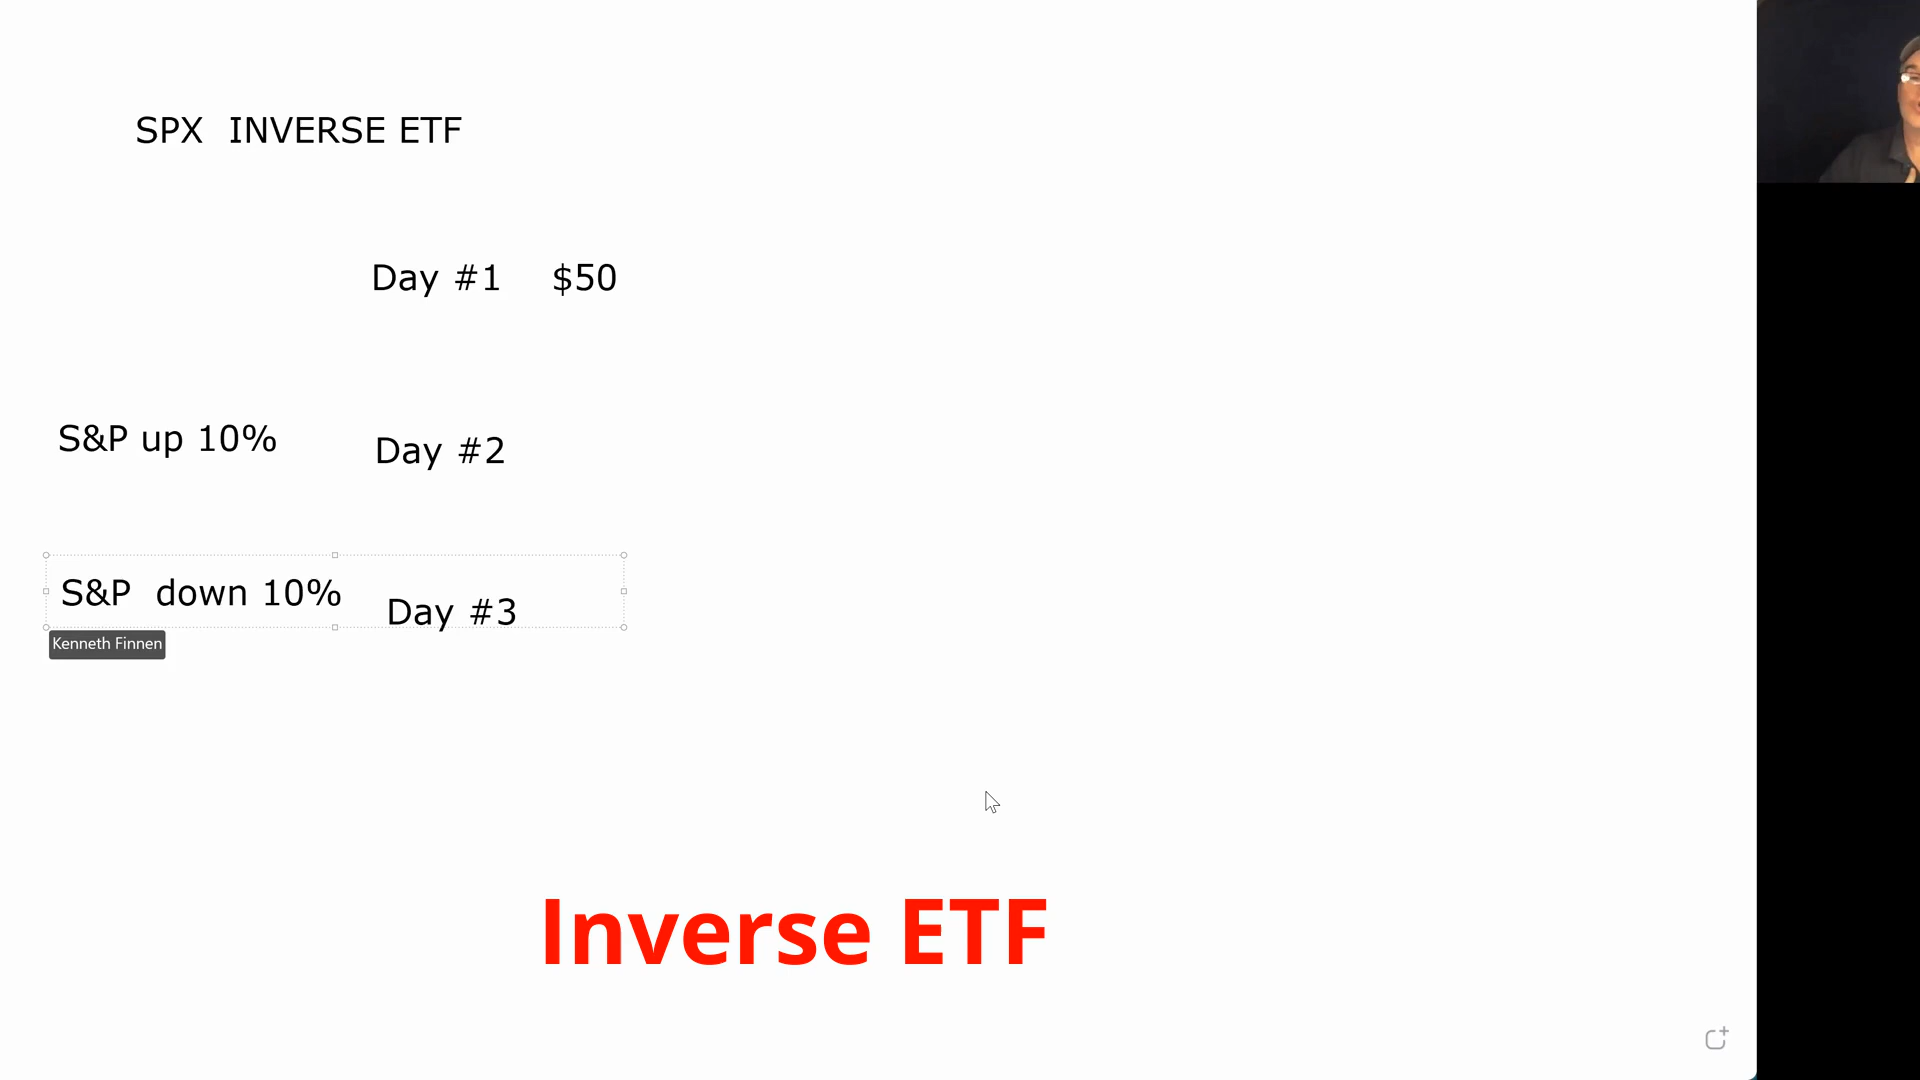 SPX  INVERSE ETF
Day #1    $50
S&P up 10%
Day #2
S&P  down 10%
Day #3
Kenneth Finnen
Inverse ETF